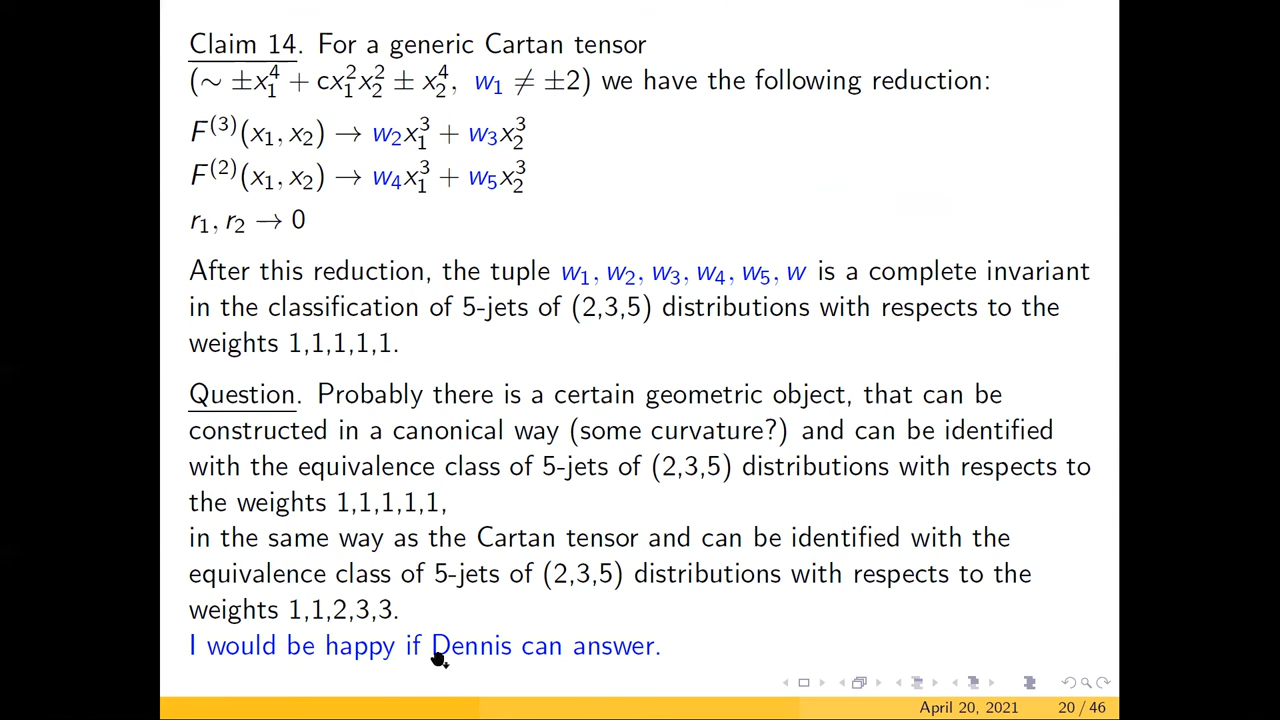 Claim 14. For a generic Cartan tensor
(∼ ±x₁⁴ + cx₁²x₂² ± x₂⁴, w₁ ≠ ±2) we have the following reduction:
F⁽³⁾(x₁, x₂) → w₂x₁³ + w₃x₂³
F⁽²⁾(x₁, x₂) → w₄x₁³ + w₅x₂³
r₁, r₂ → 0
After this reduction, the tuple w₁, w₂, w₃, w₄, w₅, w is a complete invariant
in the classification of 5-jets of (2,3,5) distributions with respects to the
weights 1,1,1,1,1.
Question. Probably there is a certain geometric object, that can be
constructed in a canonical way (some curvature?) and can be identified
with the equivalence class of 5-jets of (2,3,5) distributions with respects to
the weights 1,1,1,1,1,
in the same way as the Cartan tensor and can be identified with the
equivalence class of 5-jets of (2,3,5) distributions with respects to the
weights 1,1,2,3,3.
I would be happy if Dennis can answer.
April 20, 2021 20 / 46